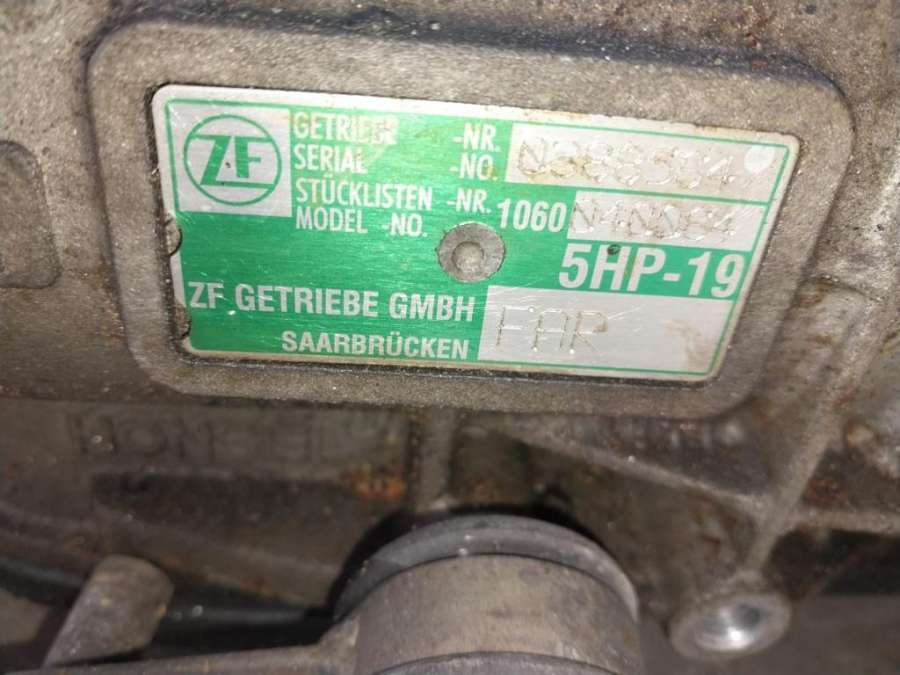 ZF
GETRIEBE -NR.
SERIAL -NO.
STÜCKLISTEN -NR.
MODEL -NO. 1060
5HP-19
ZF GETRIEBE GMBH
SAARBRÜCKEN
FAR